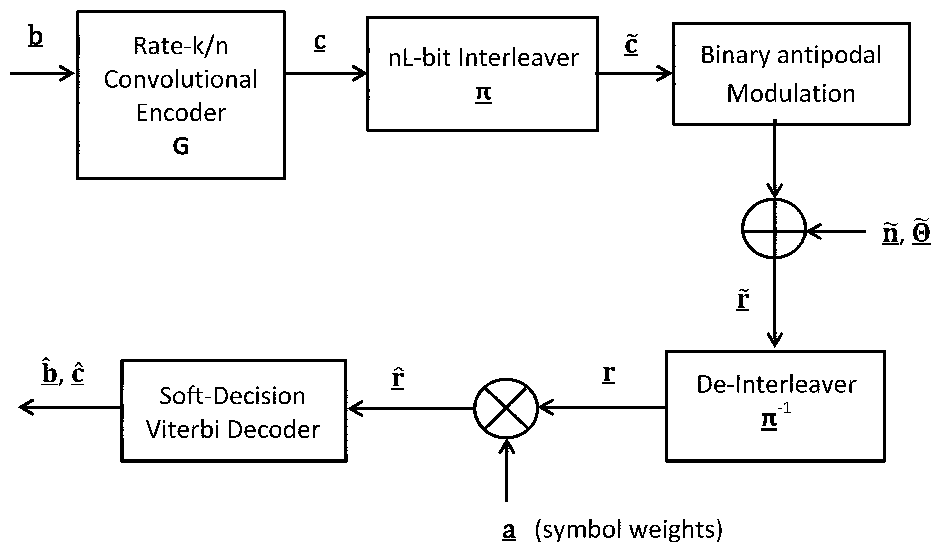 b
Rate-k/n
Convolutional
Encoder
G
c
nL-bit Interleaver
π
c̃
Binary antipodal
Modulation
ñ, Θ̃
r̃
De-Interleaver
π⁻¹
r
a (symbol weights)
r̂
Soft-Decision
Viterbi Decoder
b̂, ĉ